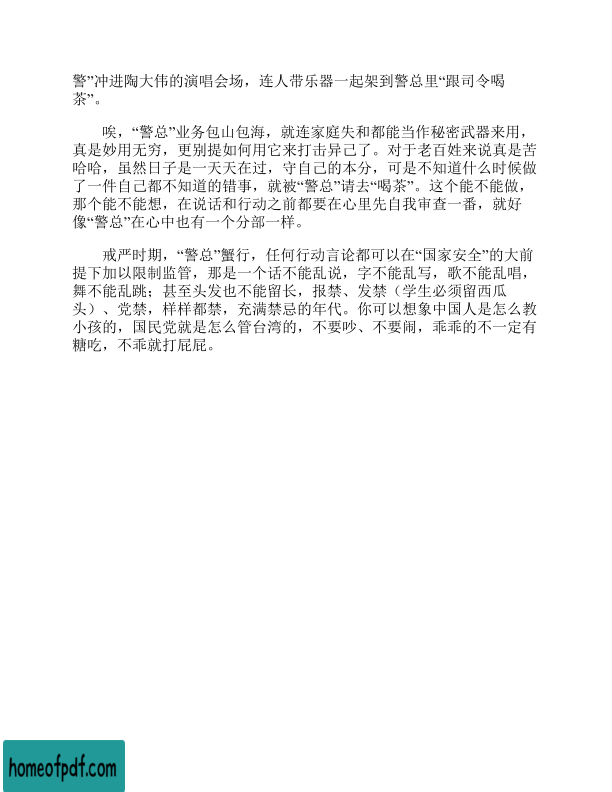 警”冲进陶大伟的演唱会场，连人带乐器一起架到警总里“跟司令喝
茶”。
唉，“警总”业务包山包海，就连家庭失和都能当作秘密武器来用，
真是妙用无穷，更别提如何用它来打击异己了。对于老百姓来说真是苦
哈哈，虽然日子是一天天在过，守自己的本分，可是不知道什么时候做
了一件自己都不知道的错事，就被“警总”请去“喝茶”。这个能不能做，
那个能不能想，在说话和行动之前都要在心里先自我审查一番，就好
像“警总”在心中也有一个分部一样。
戒严时期，“警总”蟹行，任何行动言论都可以在“国家安全”的大前
提下加以限制监管，那是一个话不能乱说，字不能乱写，歌不能乱唱，
舞不能乱跳；甚至头发也不能留长，报禁、发禁（学生必须留西瓜
头）、党禁，样样都禁，充满禁忌的年代。你可以想象中国人是怎么教
小孩的，国民党就是怎么管台湾的，不要吵、不要闹，乖乖的不一定有
糖吃，不乖就打屁屁。
homeofpdf.com